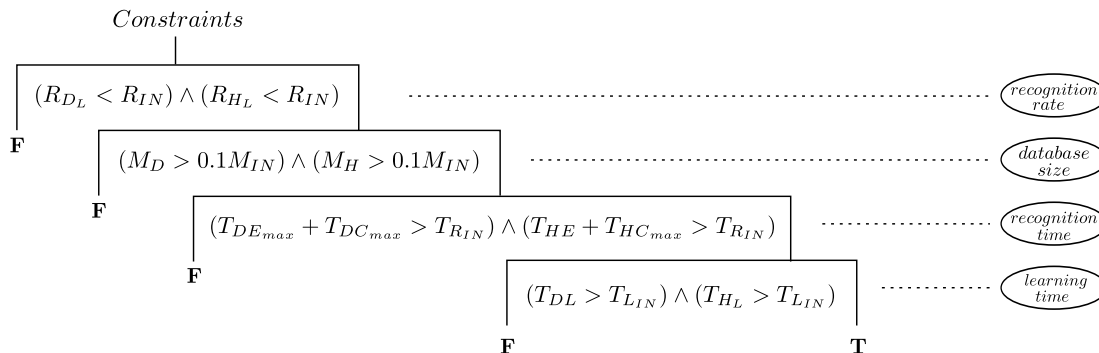 Constraints
(R_{D_L} < R_{IN}) ∧ (R_{H_L} < R_{IN})
recognition
rate
F
(M_D > 0.1M_{IN}) ∧ (M_H > 0.1M_{IN})
database
size
F
(T_{DE_{max}} + T_{DC_{max}} > T_{R_{IN}}) ∧ (T_{HE} + T_{HC_{max}} > T_{R_{IN}})
recognition
time
F
(T_{DL} > T_{L_{IN}}) ∧ (T_{H_L} > T_{L_{IN}})
learning
time
F T